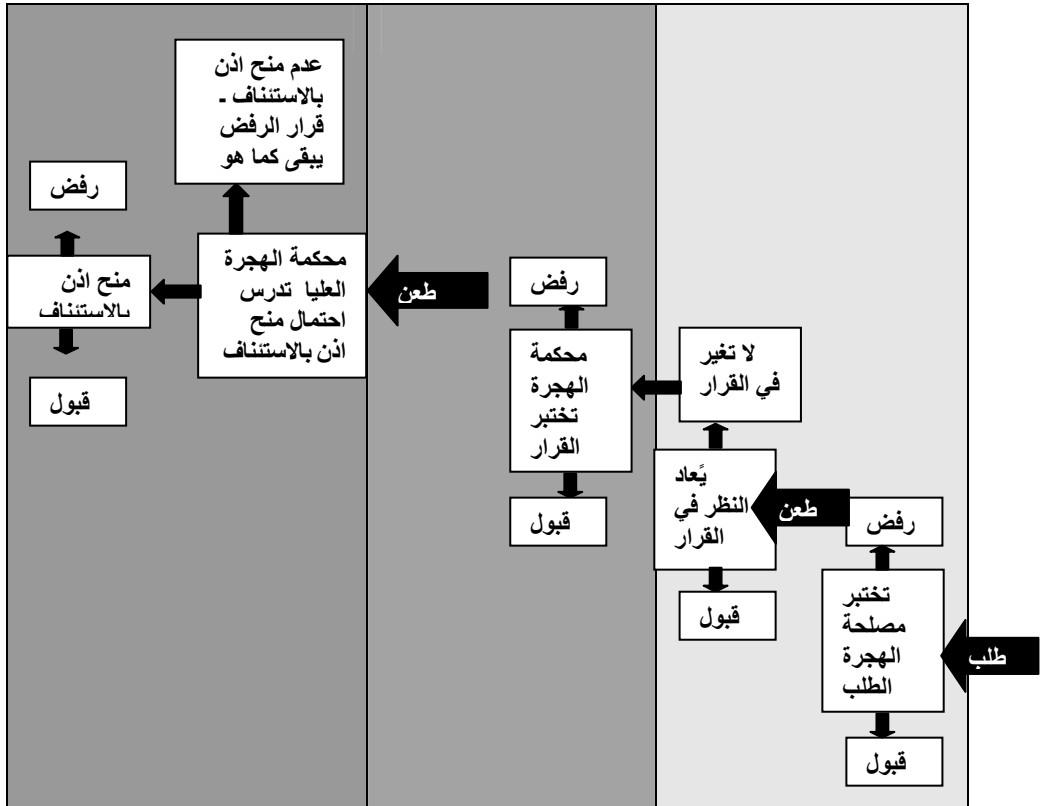 طلب
تختبر
مصلحة
الهجرة
الطلب
رفض
قبول
طعن
يًعاد
النظر في
القرار
لا تغير
في القرار
قبول
محكمة
الهجرة
تختبر
القرار
رفض
قبول
طعن
محكمة الهجرة
العليا تدرس
احتمال منح
اذن بالاستئناف
عدم منح اذن
بالاستئناف -
قرار الرفض
يبقى كما هو
منح اذن
بالاستئناف
رفض
قبول